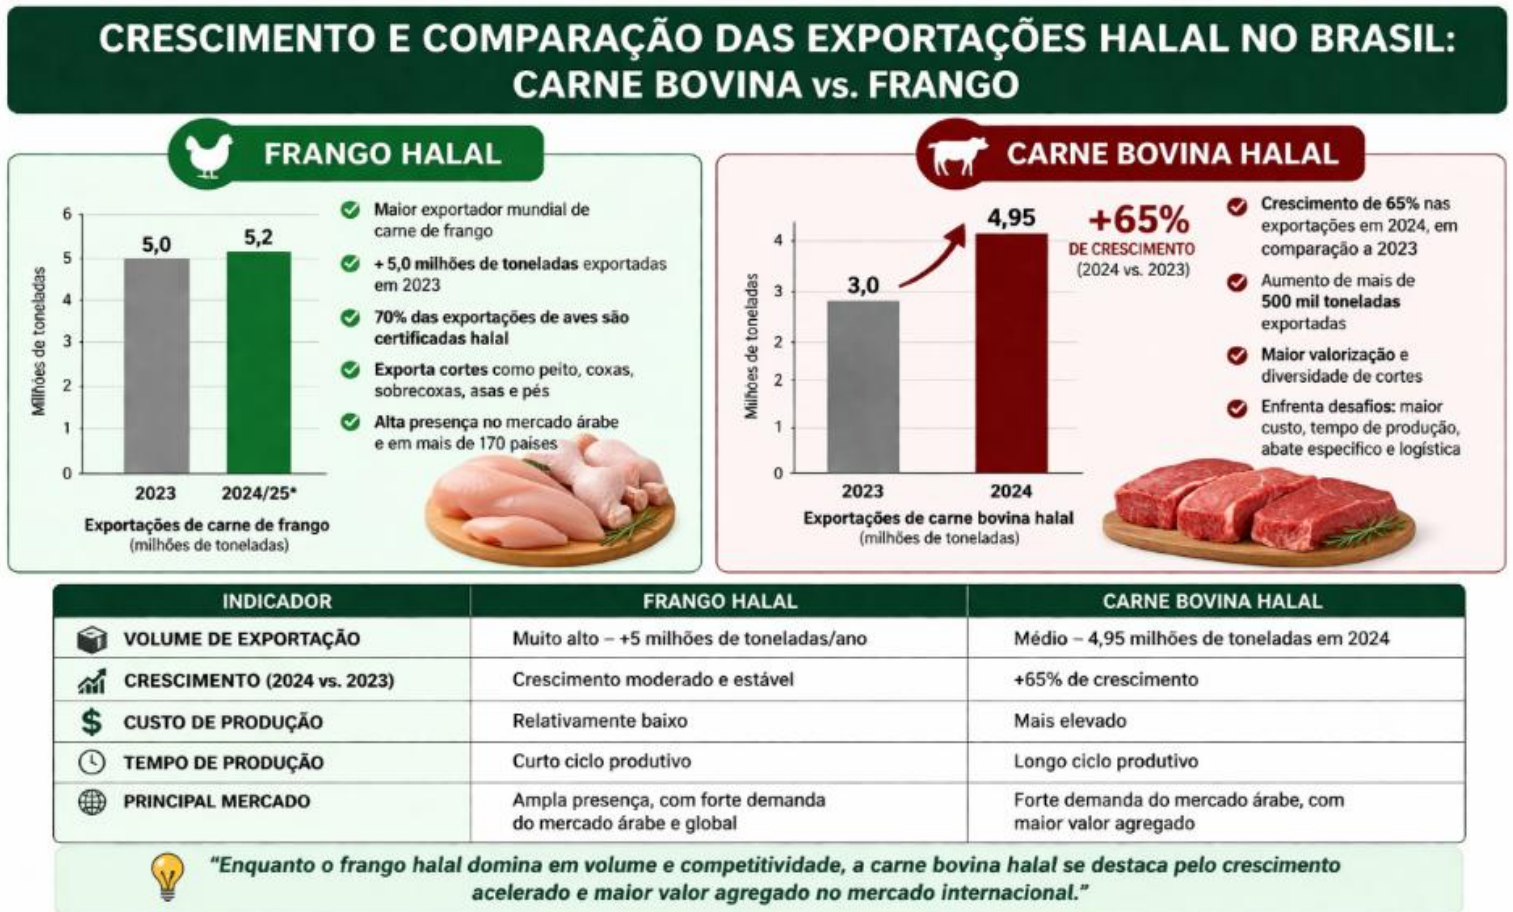 CRESCIMENTO E COMPARAÇÃO DAS EXPORTAÇÕES HALAL NO BRASIL:
CARNE BOVINA vs. FRANGO
FRANGO HALAL
Milhões de toneladas
6
5
4
3
2
1
0
5,0
5,2
2023
2024/25*
Exportações de carne de frango
(milhões de toneladas)
Maior exportador mundial de
carne de frango
+ 5,0 milhões de toneladas exportadas
em 2023
70% das exportações de aves são
certificadas halal
Exporta cortes como peito, coxas,
sobrecoxas, asas e pés
Alta presença no mercado árabe
e em mais de 170 países
CARNE BOVINA HALAL
Milhões de toneladas
4
3
2
2
1
0
3,0
4,95
2023
2024
Exportações de carne bovina halal
(milhões de toneladas)
+65%
DE CRESCIMENTO
(2024 vs. 2023)
Crescimento de 65% nas
exportações em 2024, em
comparação a 2023
Aumento de mais de
500 mil toneladas
exportadas
Maior valorização e
diversidade de cortes
Enfrenta desafios: maior
custo, tempo de produção,
abate especifico e logística
INDICADOR
FRANGO HALAL
CARNE BOVINA HALAL
VOLUME DE EXPORTAÇÃO
Muito alto – +5 milhões de toneladas/ano
Médio – 4,95 milhões de toneladas em 2024
CRESCIMENTO (2024 vs. 2023)
Crescimento moderado e estável
+65% de crescimento
$
CUSTO DE PRODUÇÃO
Relativamente baixo
Mais elevado
TEMPO DE PRODUÇÃO
Curto ciclo produtivo
Longo ciclo produtivo
PRINCIPAL MERCADO
Ampla presença, com forte demanda
do mercado árabe e global
Forte demanda do mercado árabe, com
maior valor agregado
"Enquanto o frango halal domina em volume e competitividade, a carne bovina halal se destaca pelo crescimento
acelerado e maior valor agregado no mercado internacional."